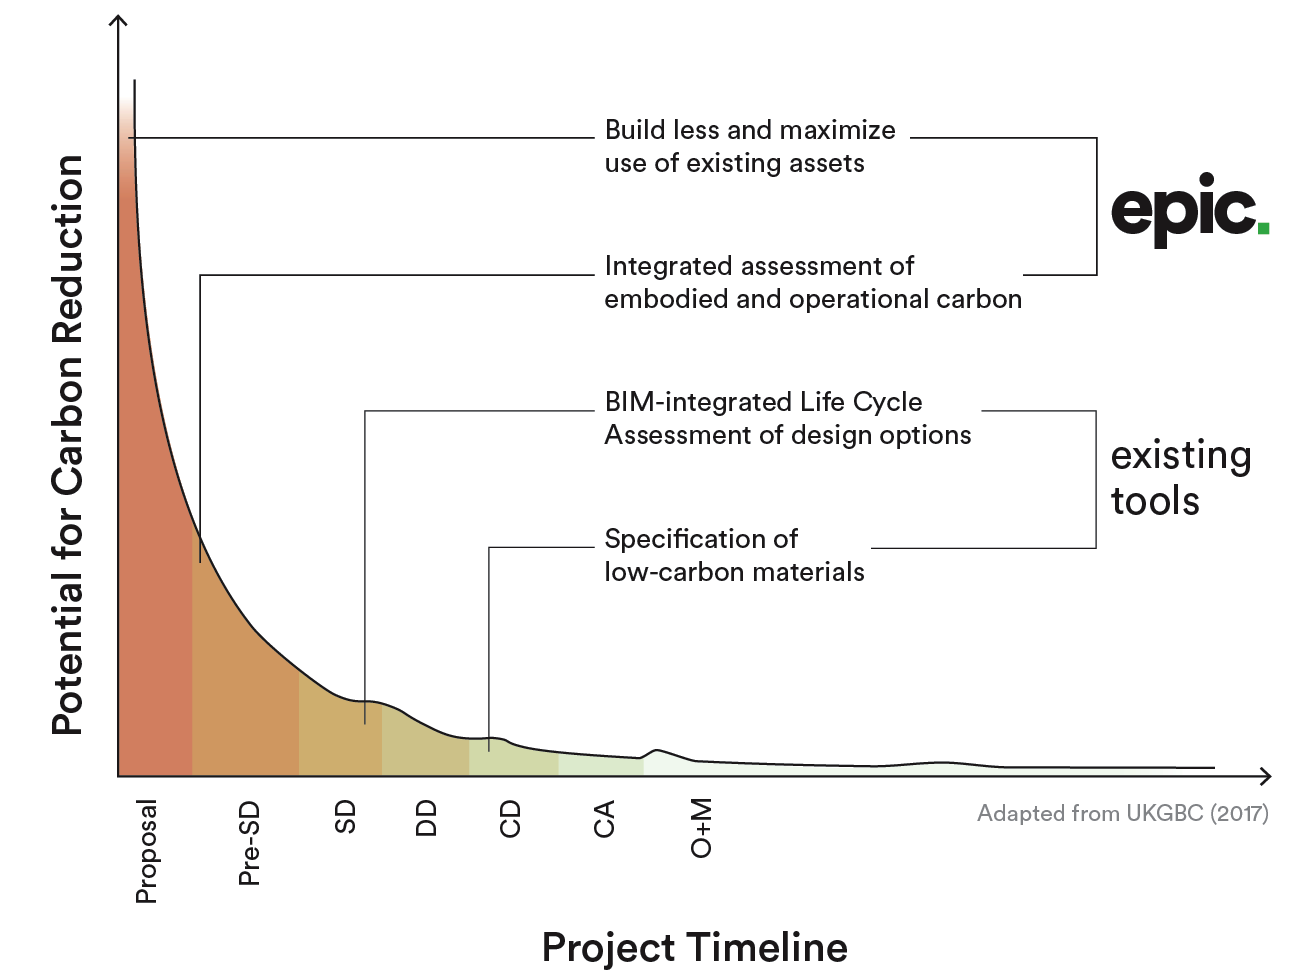 Potential for Carbon Reduction
Build less and maximize
use of existing assets
epic.
Integrated assessment of
embodied and operational carbon
BIM-integrated Life Cycle
Assessment of design options
existing
tools
Specification of
low-carbon materials
Proposal
Pre-SD
SD
DD
CD
CA
O+M
Adapted from UKGBC (2017)
Project Timeline